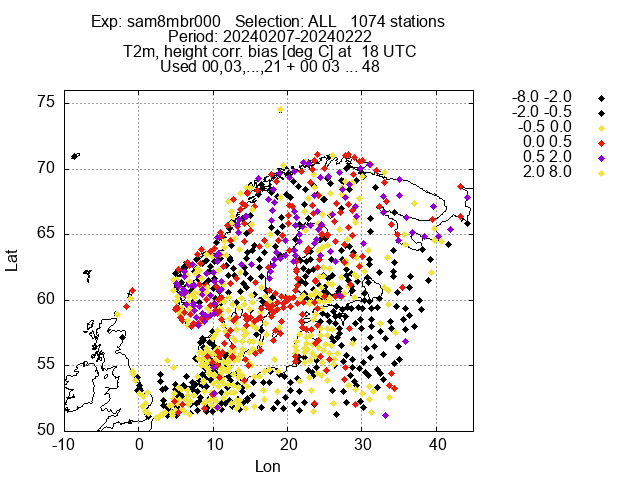 Exp: sam8mbr000 Selection: ALL 1074 stations
Period: 20240207-20240222
T2m, height corr. bias [deg C] at 18 UTC
Used 00,03,...,21 + 00 03 ... 48
-8.0 -2.0
-2.0 -0.5
-0.5 0.0
0.0 0.5
0.5 2.0
2.0 8.0
75
70
65
60
55
50
Lat
-10 0 10 20 30 40
Lon